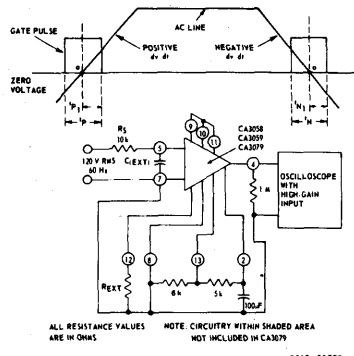 AC LINE
GATE PULSE
POSITIVE
dv dt
NEGATIVE
dv dt
ZERO
VOLTAGE
tP1
tP
tN1
tN
RS
10k
120 V RMS
60 Hz
C(EXT)
5
7
9
10
11
CA3058
CA3059
CA3079
4
1 M
OSCILLOSCOPE
WITH
HIGH-GAIN
INPUT
12
8
13
2
REXT
6k
5k
100µF
ALL RESISTANCE VALUES
ARE IN OHMS
NOTE: CIRCUITRY WITHIN SHADED AREA
NOT INCLUDED IN CA3079